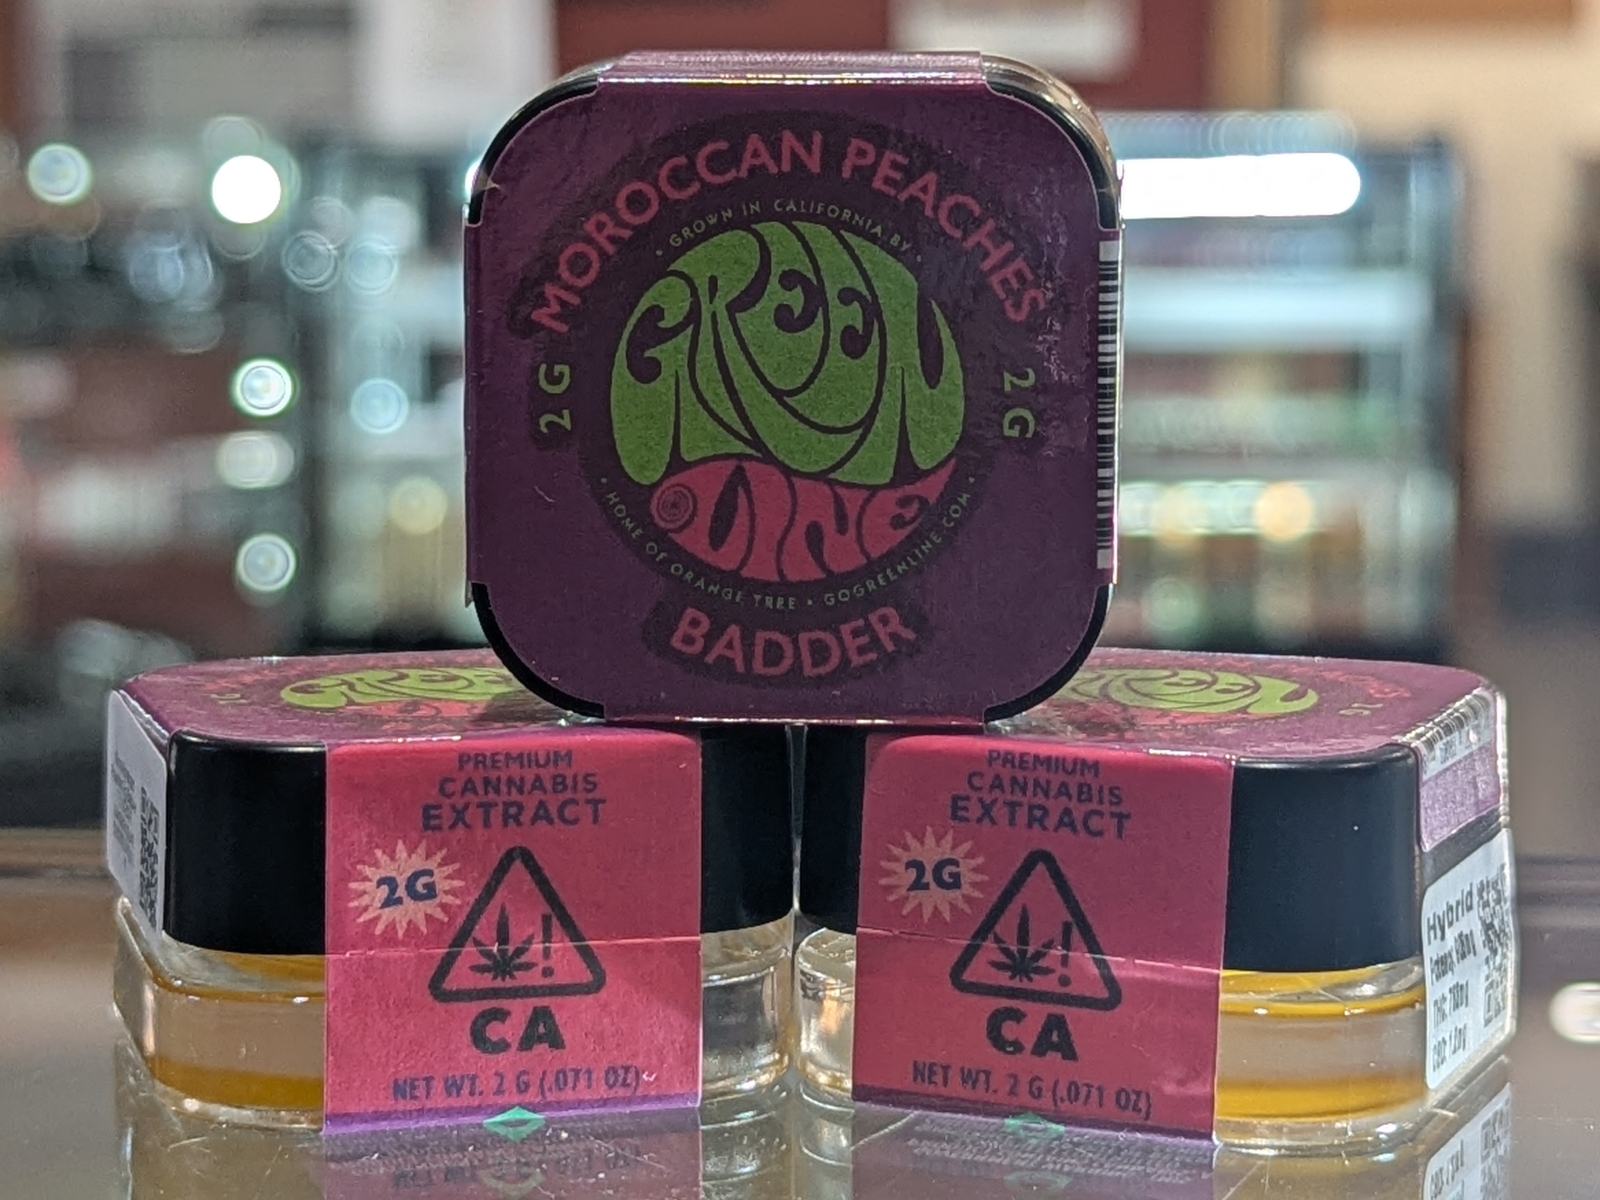 MOROCCAN PEACHES
• GROWN IN CALIFORNIA BY •
GREEN
LINE
2G
2G
• HOME OF ORANGE TREE • GOGREENLINE.COM •
BADDER
GREEN
GREEN
PREMIUM
CANNABIS
EXTRACT
2G
!
CA
NET WT. 2 G (.071 OZ)
PREMIUM
CANNABIS
EXTRACT
2G
!
CA
NET WT. 2 G (.071 OZ)
Hybrid